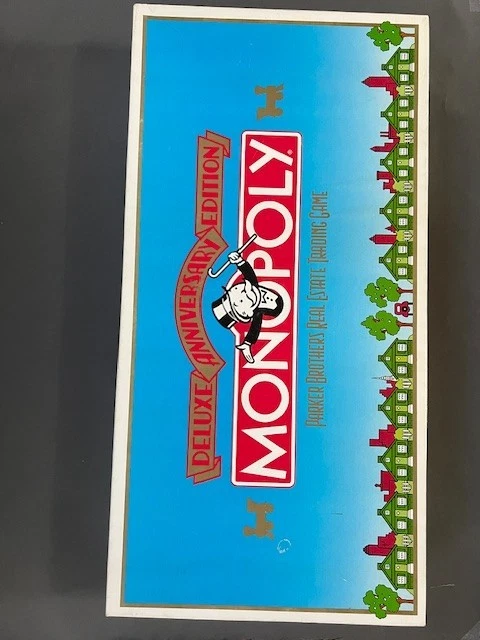 DELUXE ANNIVERSARY EDITION
MONOPOLY®
PARKER BROTHERS REAL ESTATE TRADING GAME